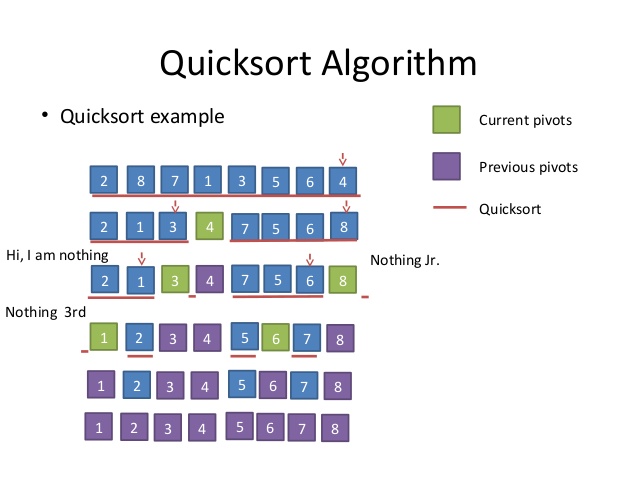 Quicksort Algorithm
• Quicksort example
Current pivots
Previous pivots
Quicksort
2 8 7 1 3 5 6 4
2 1 3 4 7 5 6 8
Hi, I am nothing
Nothing Jr.
2 1 3 4 7 5 6 8
Nothing 3rd
1 2 3 4 5 6 7 8
1 2 3 4 5 6 7 8
1 2 3 4 5 6 7 8